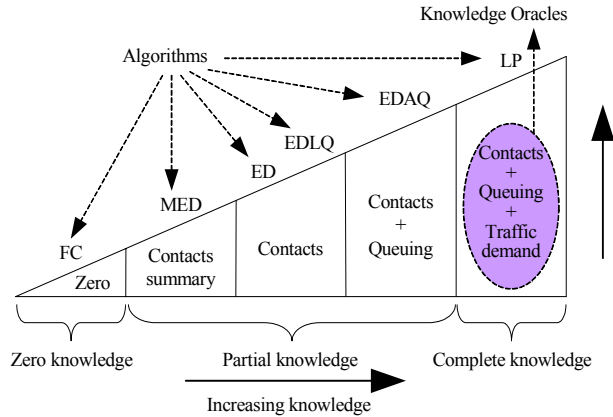 Knowledge Oracles
Algorithms
LP
EDAQ
EDLQ
ED
MED
FC
Zero
Contacts
summary
Contacts
Contacts
+
Queuing
Contacts
+
Queuing
+
Traffic
demand
Zero knowledge
Partial knowledge
Complete knowledge
Increasing knowledge